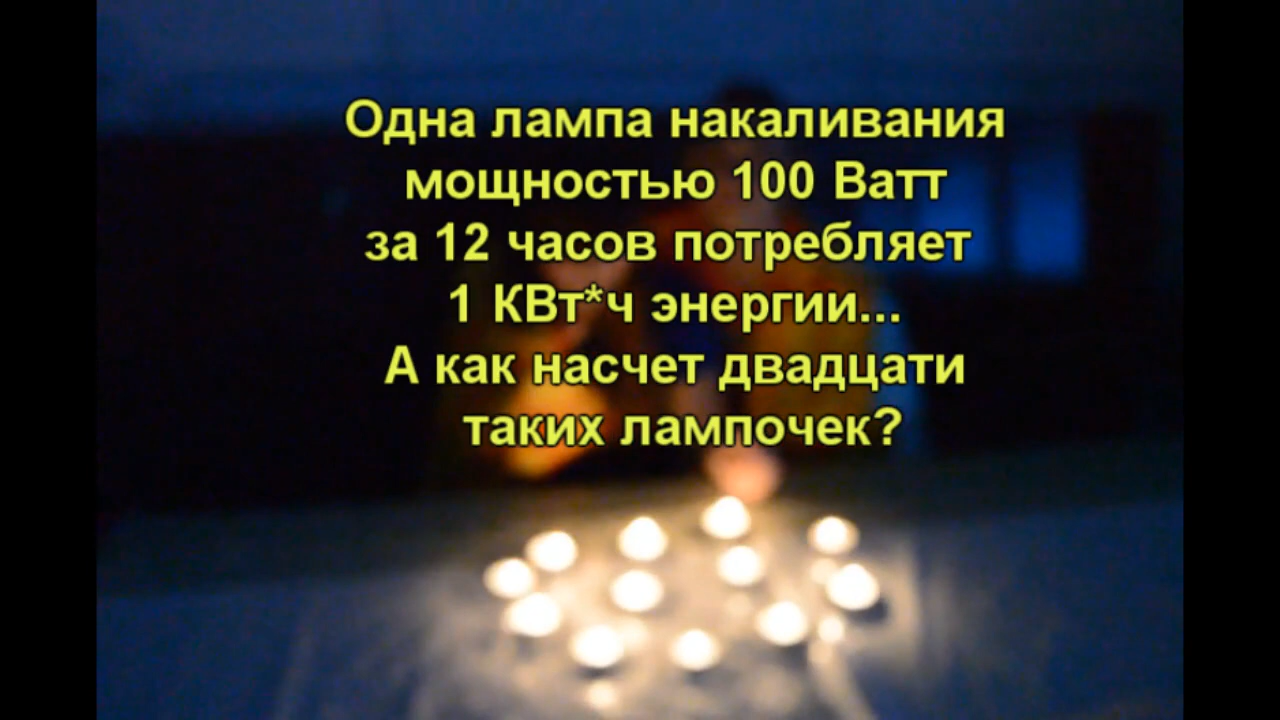 Одна лампа накаливания
мощностью 100 Ватт
за 12 часов потребляет
1 КВт*ч энергии...
А как насчет двадцати
таких лампочек?